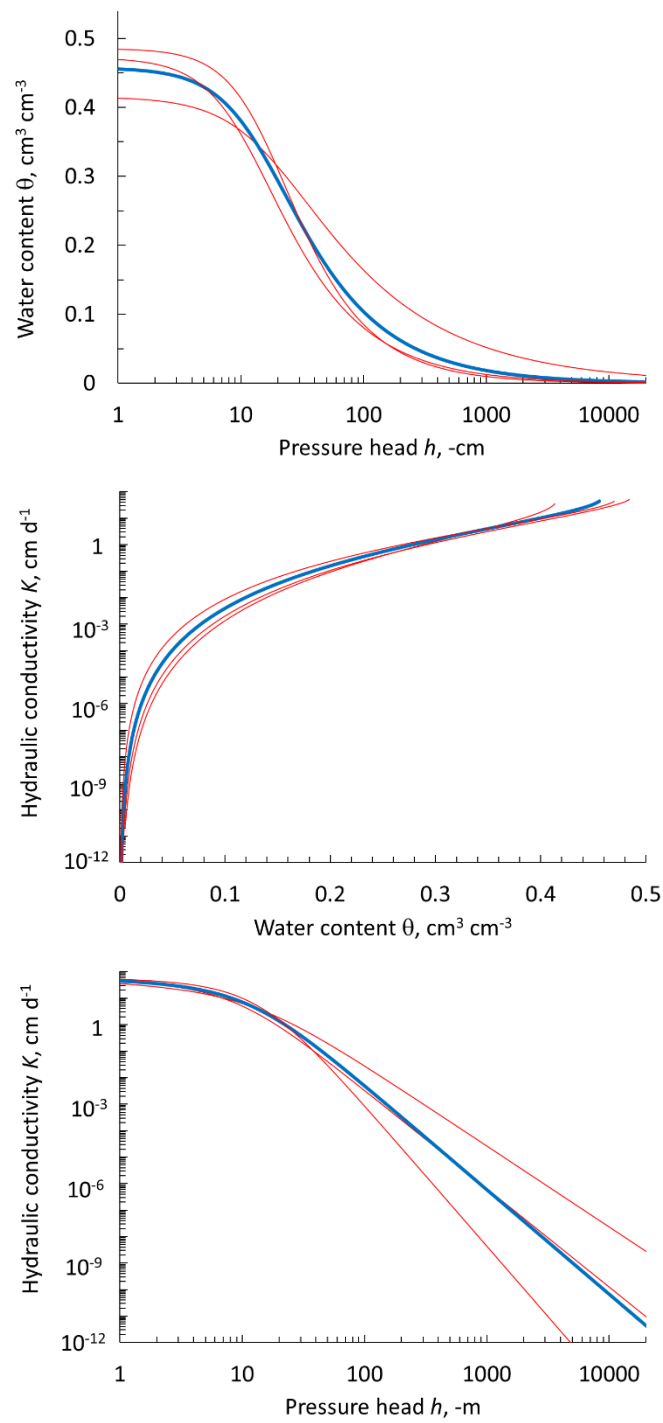 0.5
0.4
0.3
0.2
0.1
0
Water content θ, cm³ cm⁻³
1 10 100 1000 10000
Pressure head h, -cm
1
10⁻³
10⁻⁶
10⁻⁹
10⁻¹²
Hydraulic conductivity K, cm d⁻¹
0 0.1 0.2 0.3 0.4 0.5
Water content θ, cm³ cm⁻³
1
10⁻³
10⁻⁶
10⁻⁹
10⁻¹²
Hydraulic conductivity K, cm d⁻¹
1 10 100 1000 10000
Pressure head h, -m